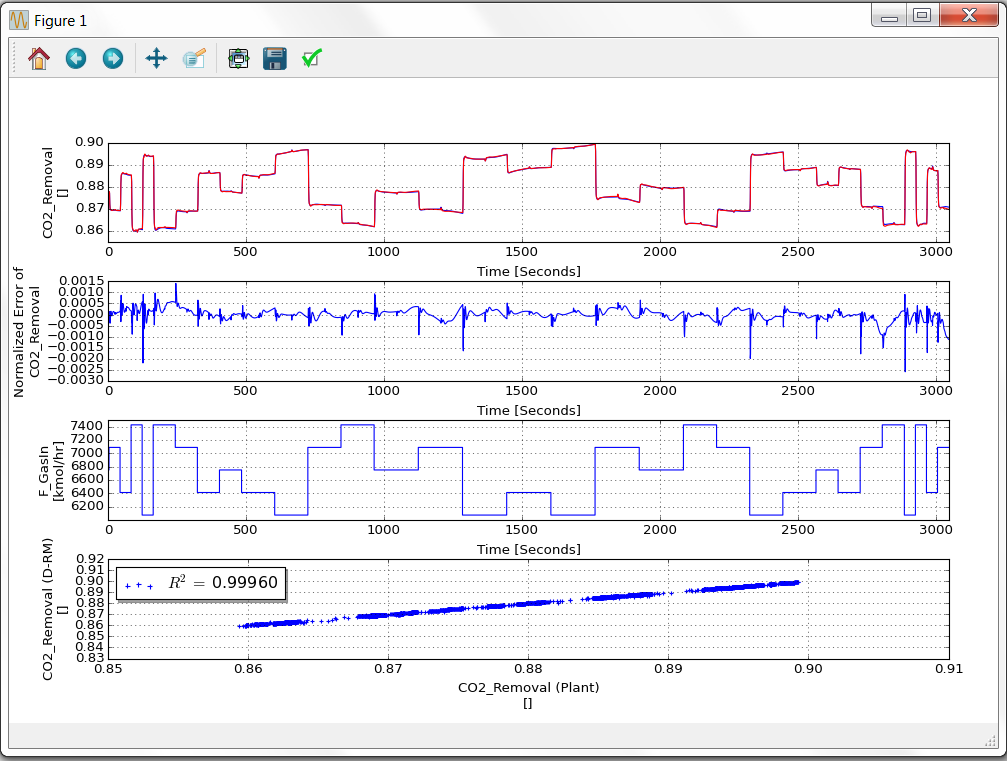 Figure 1
0.90
0.89
0.88
0.87
0.86
CO2_Removal
[]
0 500 1000 1500 2000 2500 3000
Time [Seconds]
0.0015
0.0005
−0.0005
−0.0010
−0.0015
−0.0020
−0.0025
−0.0030
Normalized Error of
CO2_Removal
0 500 1000 1500 2000 2500 3000
Time [Seconds]
7400
7200
7000
6800
6600
6400
6200
F_GasIn
[kmol/hr]
0 500 1000 1500 2000 2500 3000
Time [Seconds]
0.92
0.91
0.90
0.89
0.88
0.87
0.86
0.85
0.84
0.83
CO2_Removal (D-RM)
[]
R² = 0.99960
0.85 0.86 0.87 0.88 0.89 0.90 0.91
CO2_Removal (Plant)
[]